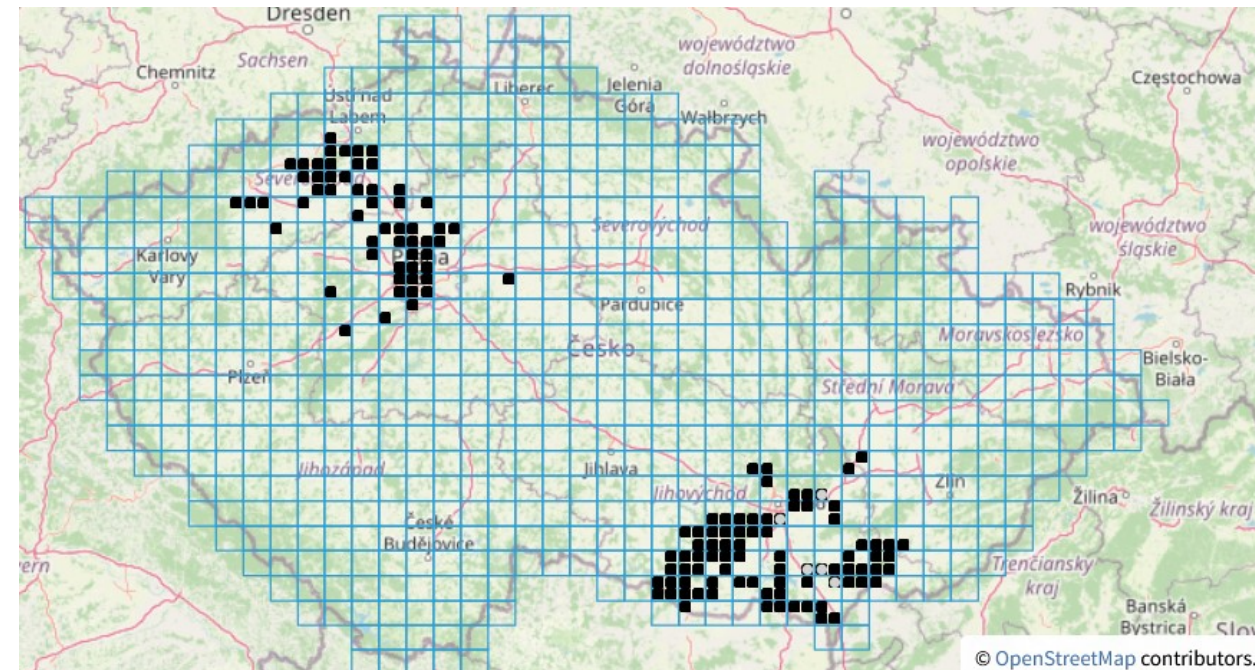 Dresden
Sachsen
Chemnitz
Ústí nad
Labem
Liberec
Jelenia
Góra
województwo
dolnośląskie
Wałbrzych
Częstochowa
województwo
opolskie
Karlovy
Vary
Severovýchod
województwo
śląskie
Pardubice
Rybnik
Moravskoslezsko
Česko
Plzeň
Bielsko-
Biała
Střední Morava
Jihozápad
Jihlava
Jihovýchod
Zlín
Žilina
Žilinský kraj
České
Budějovice
Trenčiansky
kraj
Banská
Bystrica
© OpenStreetMap contributors.